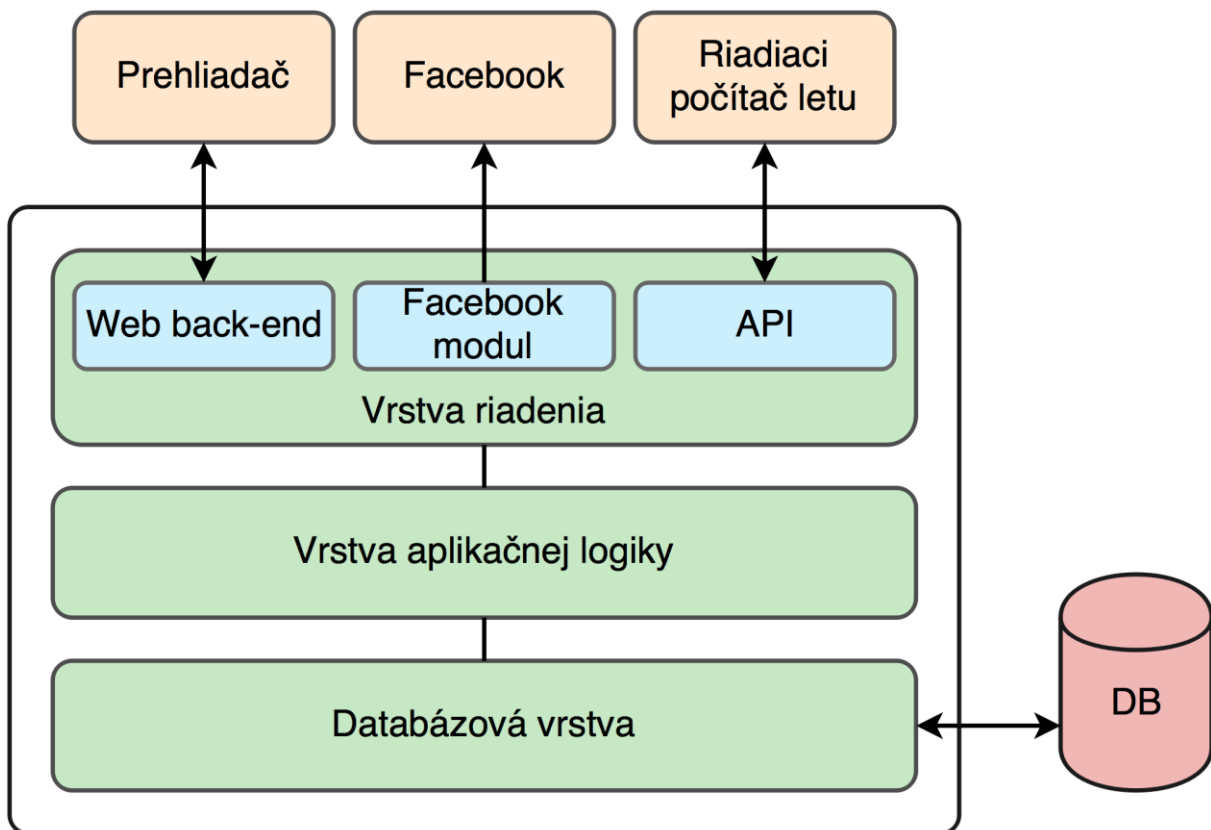 Prehliadač
Facebook
Riadiaci
počítač letu
Web back-end
Facebook
modul
API
Vrstva riadenia
Vrstva aplikačnej logiky
Databázová vrstva
DB